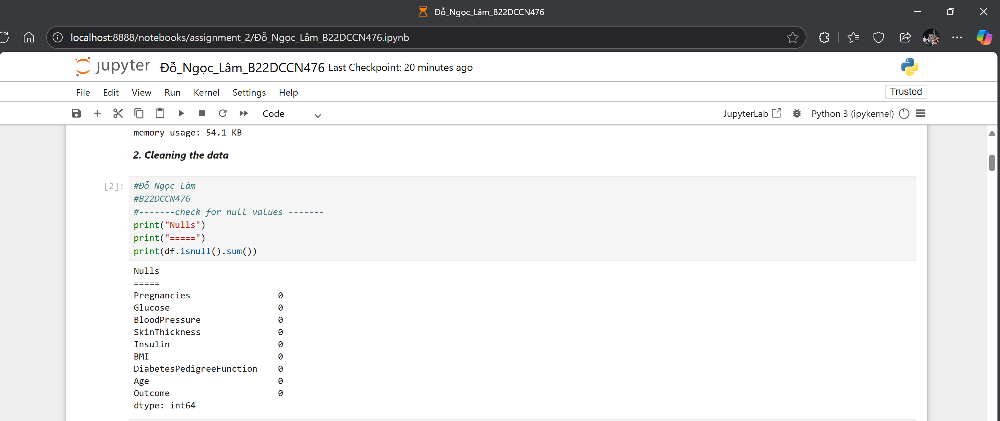 Đỗ_Ngọc_Lâm_B22DCCN476
localhost:8888/notebooks/assignment_2/Đỗ_Ngọc_Lâm_B22DCCN476.ipynb
jupyter Đỗ_Ngọc_Lâm_B22DCCN476 Last Checkpoint: 20 minutes ago
File Edit View Run Kernel Settings Help Trusted
Code JupyterLab Python 3 (ipykernel)
memory usage: 54.1 KB
2. Cleaning the data
[2]: #Đỗ Ngọc Lâm
#B22DCCN476
#-------check for null values -------
print("Nulls")
print("=====")
print(df.isnull().sum())
Nulls
=====
Pregnancies 0
Glucose 0
BloodPressure 0
SkinThickness 0
Insulin 0
BMI 0
DiabetesPedigreeFunction 0
Age 0
Outcome 0
dtype: int64